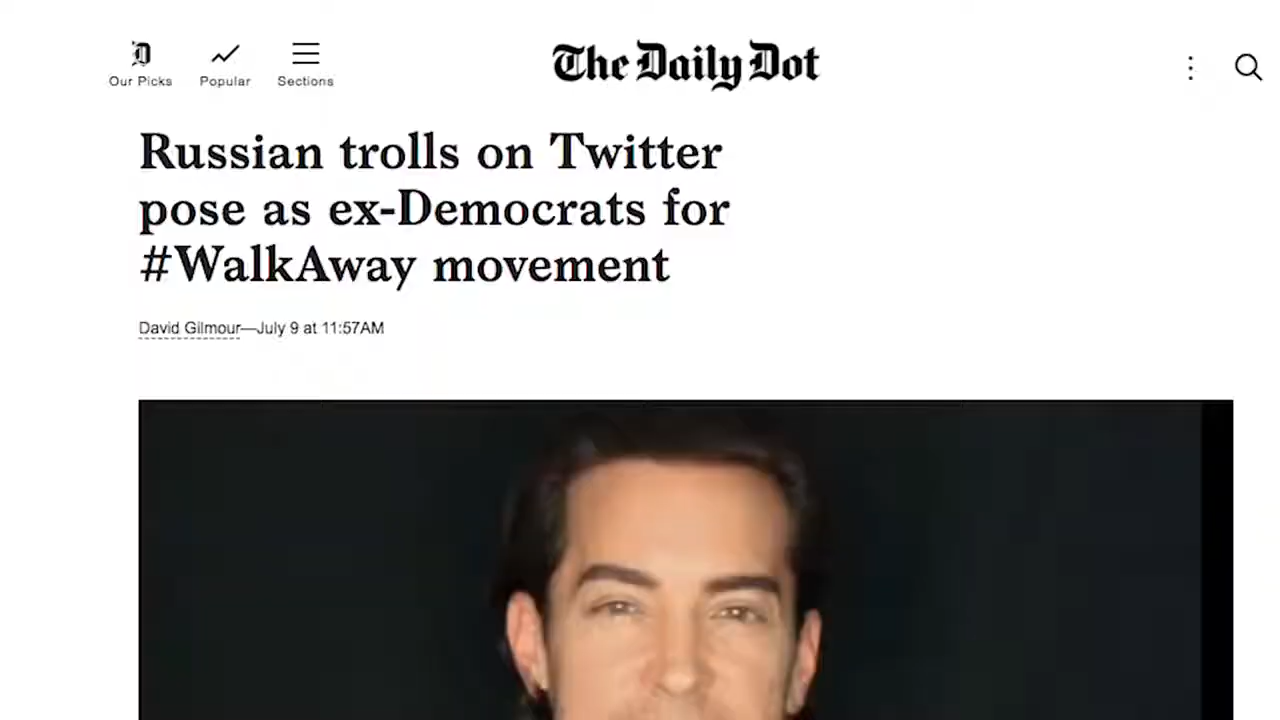 The Daily Dot
Our Picks
Popular
Sections
Russian trolls on Twitter
pose as ex-Democrats for
#WalkAway movement
David Gilmour—July 9 at 11:57AM